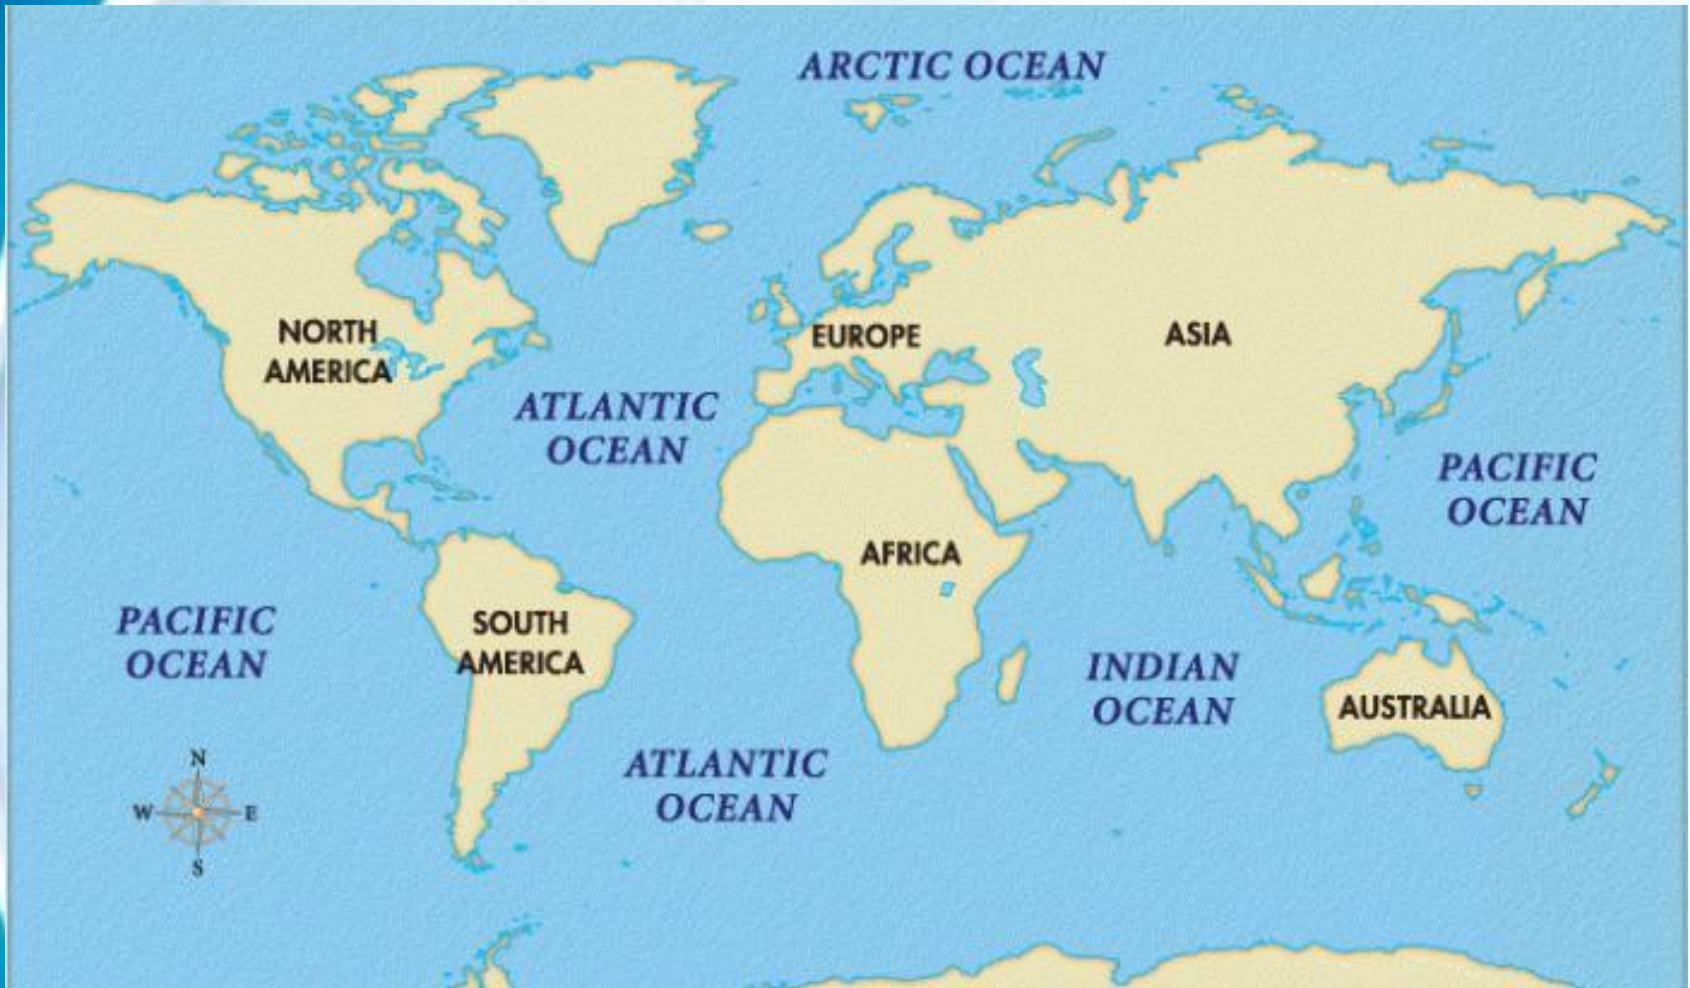 ARCTIC OCEAN
NORTH
AMERICA
EUROPE
ASIA
ATLANTIC
OCEAN
PACIFIC
OCEAN
AFRICA
PACIFIC
OCEAN
SOUTH
AMERICA
INDIAN
OCEAN
AUSTRALIA
ATLANTIC
OCEAN
N
W
E
S